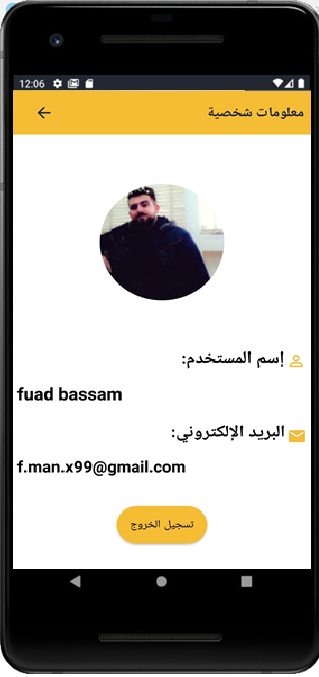 12:06
معلومات شخصية
إسم المستخدم:
fuad bassam
البريد الإلكتروني:
f.man.x99@gmail.com
تسجيل الخروج